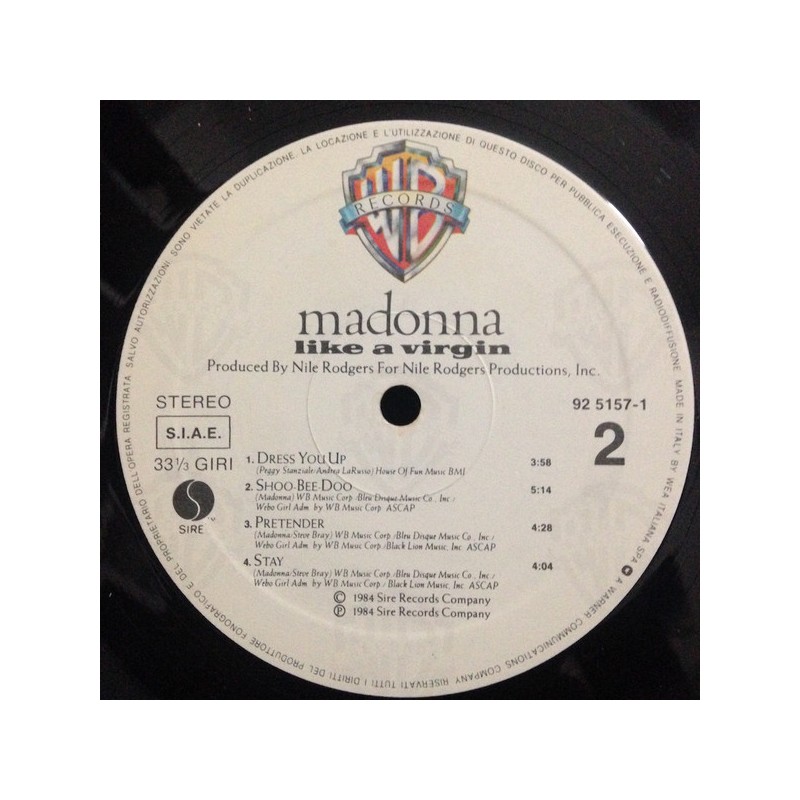 SALVO AUTORIZZAZIONI: SONO VIETATE LA DUPLICAZIONE. LA LOCAZIONE E L'UTILIZZAZIONE DI QUESTO DISCO PER PUBBLICA ESECUZIONE E RADIODIFFUSIONE. MADE IN ITALY BY WEA ITALIANA SPA A WARNER COMMUNICATIONS COMPANY RISERVATI TUTTI I DIRITTI DEL PRODUTTORE FONOGRAFICO E DEL PROPRIETARIO DELL'OPERA REGISTRATA
WB
RECORDS
madonna
like a virgin
Produced By Nile Rodgers For Nile Rodgers Productions, Inc.
STEREO
92 5157-1
S.I.A.E.
2
33 1/3 GIRI
SIRE
1. DRESS YOU UP 3:58
(Peggy Stanziale/Andrea LaRusso) House Of Fun Music BMI
2. SHOO-BEE-DOO 5:14
(Madonna) WB Music Corp./Bleu Disque Music Co., Inc./
Webo Girl Adm. by WB Music Corp. ASCAP
3. PRETENDER 4:28
(Madonna/Steve Bray) WB Music Corp./Bleu Disque Music Co., Inc./
Webo Girl Adm. by WB Music Corp./Black Lion Music, Inc. ASCAP
4. STAY 4:04
(Madonna/Steve Bray) WB Music Corp./Bleu Disque Music Co., Inc./
Webo Girl Adm. by WB Music Corp./Black Lion Music, Inc. ASCAP
© 1984 Sire Records Company
℗ 1984 Sire Records Company